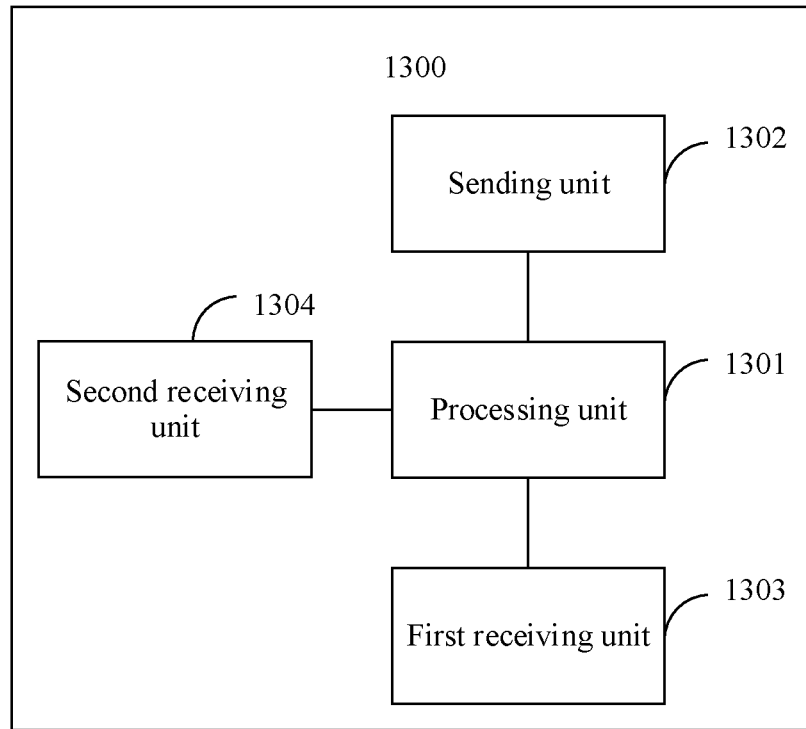 1300
1302
Sending unit
1304
1301
Second receiving
unit
Processing unit
1303
First receiving unit